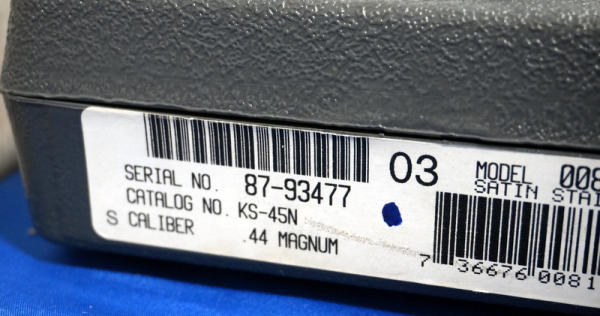 03
MODEL 008
SATIN STAI
SERIAL NO. 87-93477
CATALOG NO. KS-45N
S CALIBER .44 MAGNUM
7 36676 0081